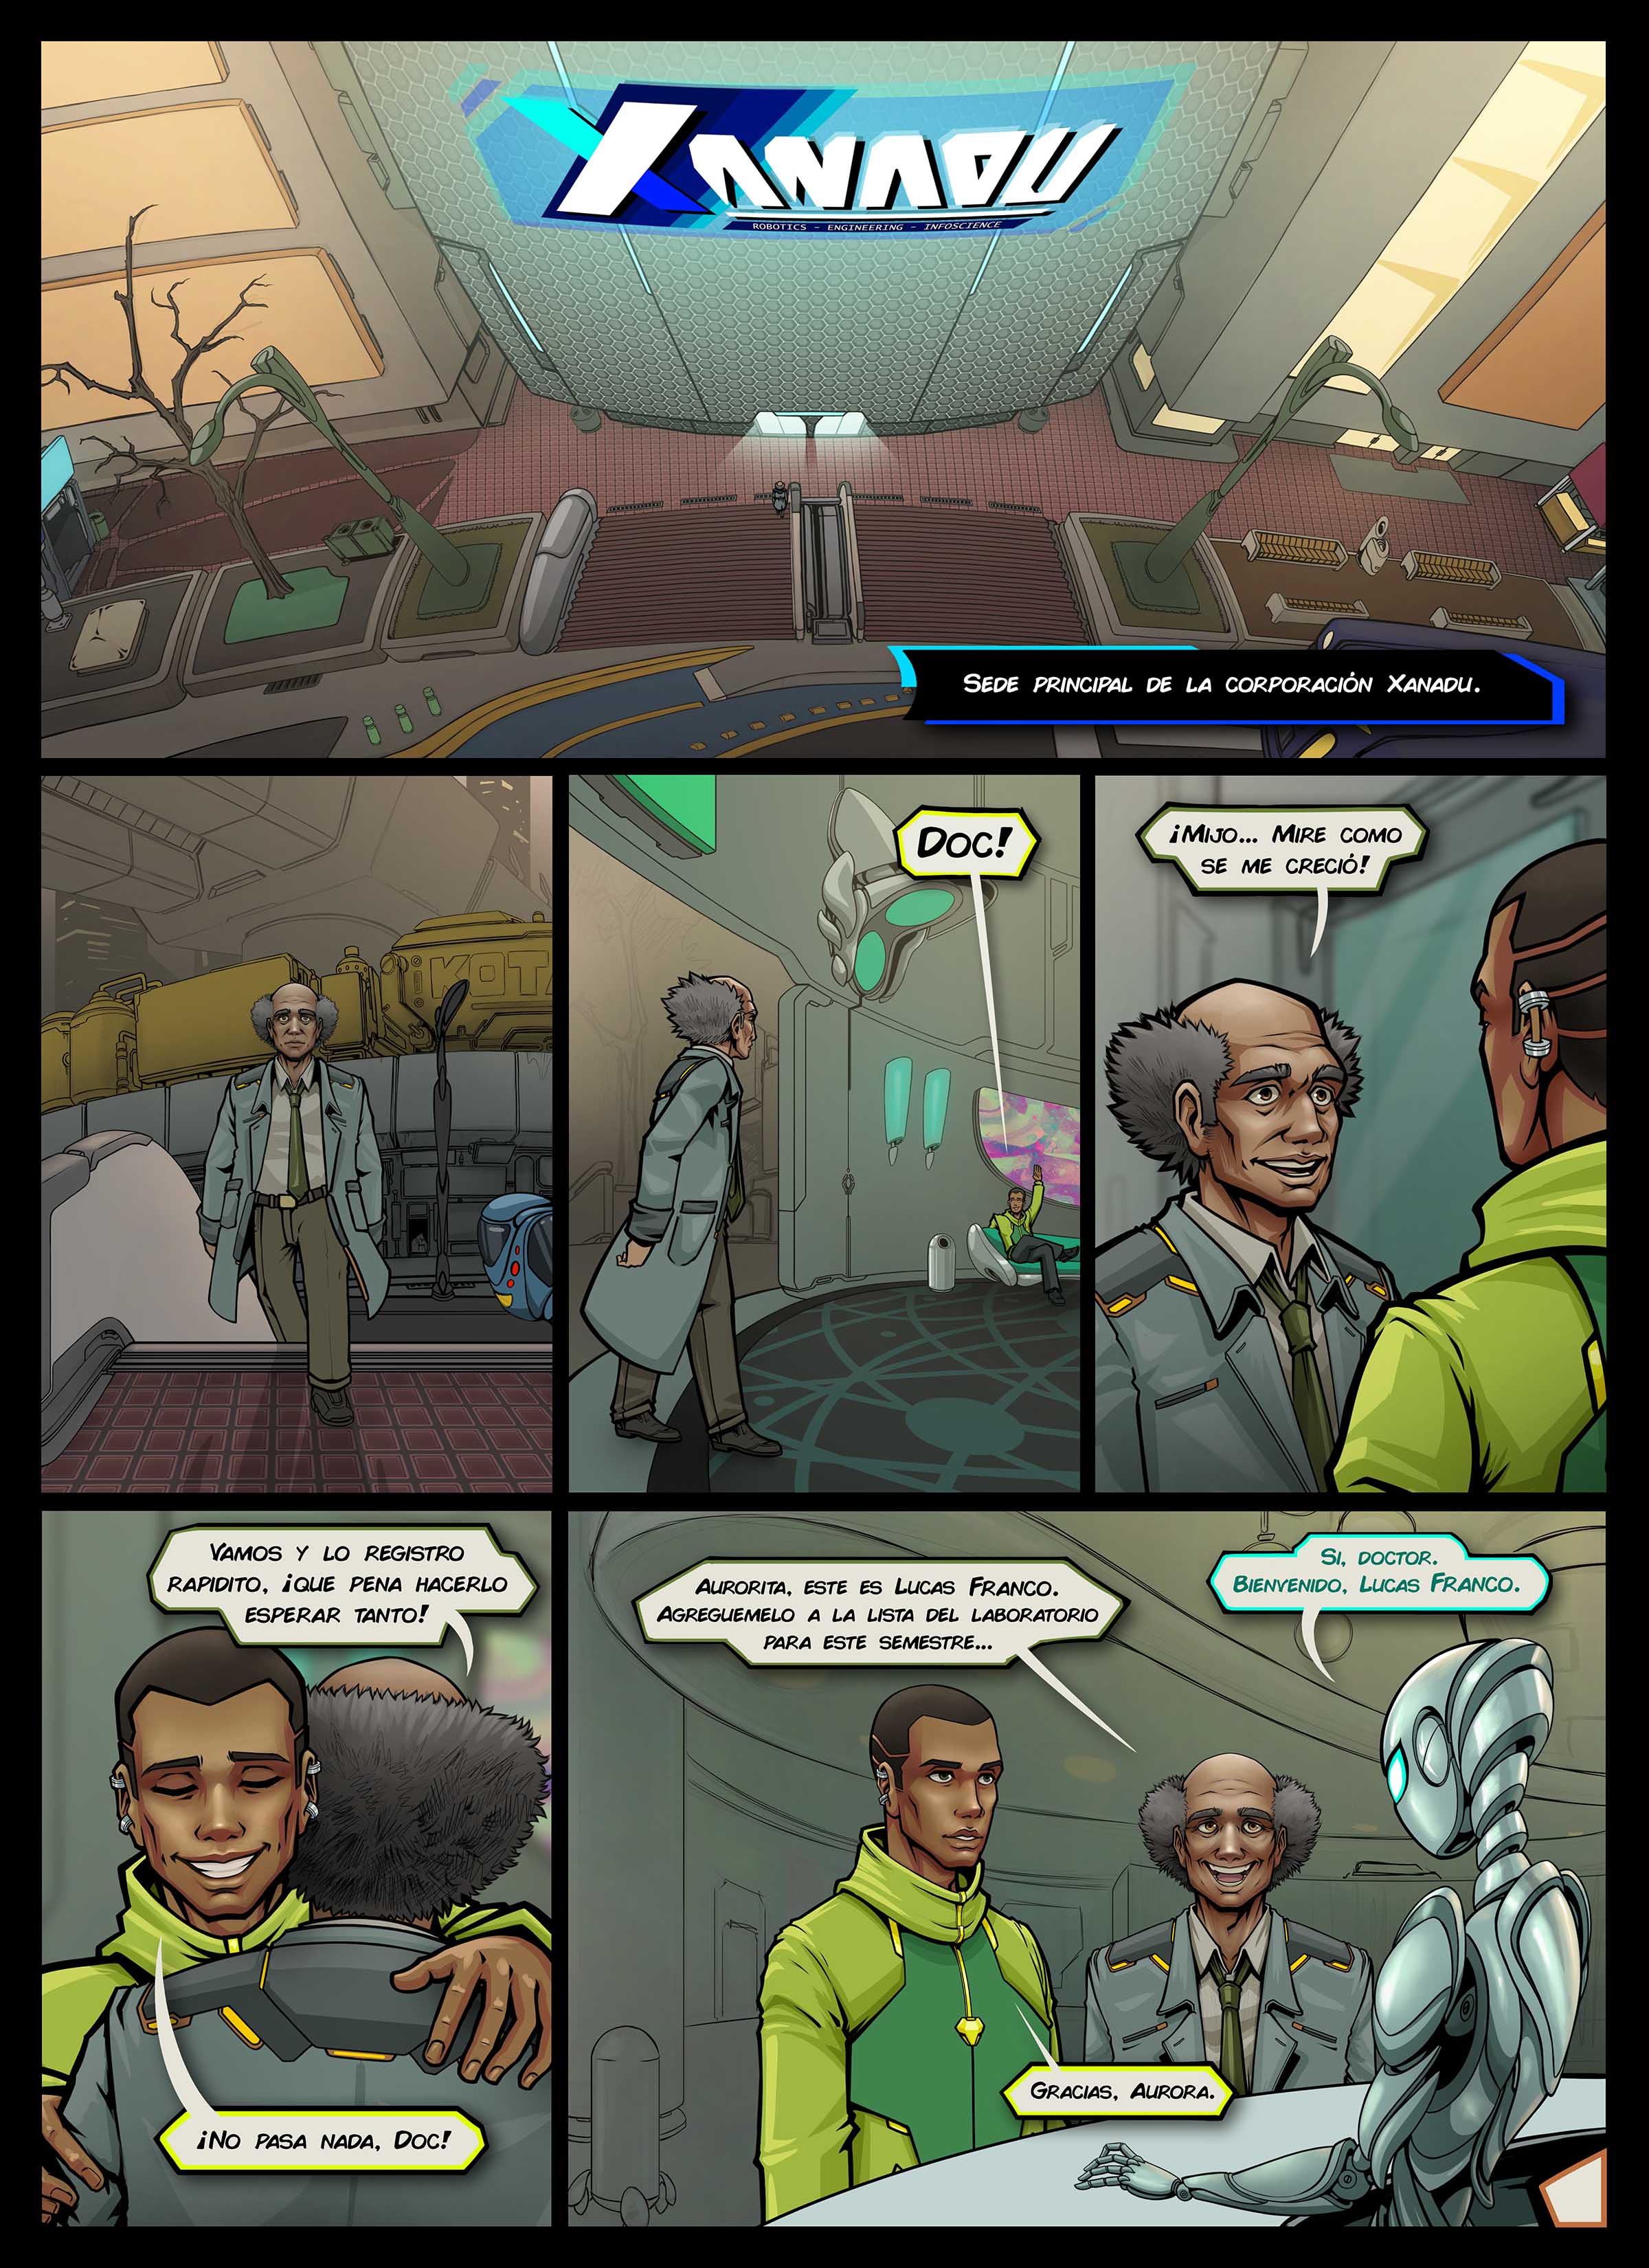 XANADU
ROBOTICS - ENGINEERING - INFOSCIENCE
SEDE PRINCIPAL DE LA CORPORACIÓN XANADU.
DOC!
¡MIJO... MIRE COMO
SE ME CRECIÓ!
KOTA
VAMOS Y LO REGISTRO
RAPIDITO, ¡QUE PENA HACERLO
ESPERAR TANTO!
¡NO PASA NADA, DOC!
AURORITA, ESTE ES LUCAS FRANCO.
AGREGUEMELO A LA LISTA DEL LABORATORIO
PARA ESTE SEMESTRE...
SI, DOCTOR.
BIENVENIDO, LUCAS FRANCO.
GRACIAS, AURORA.